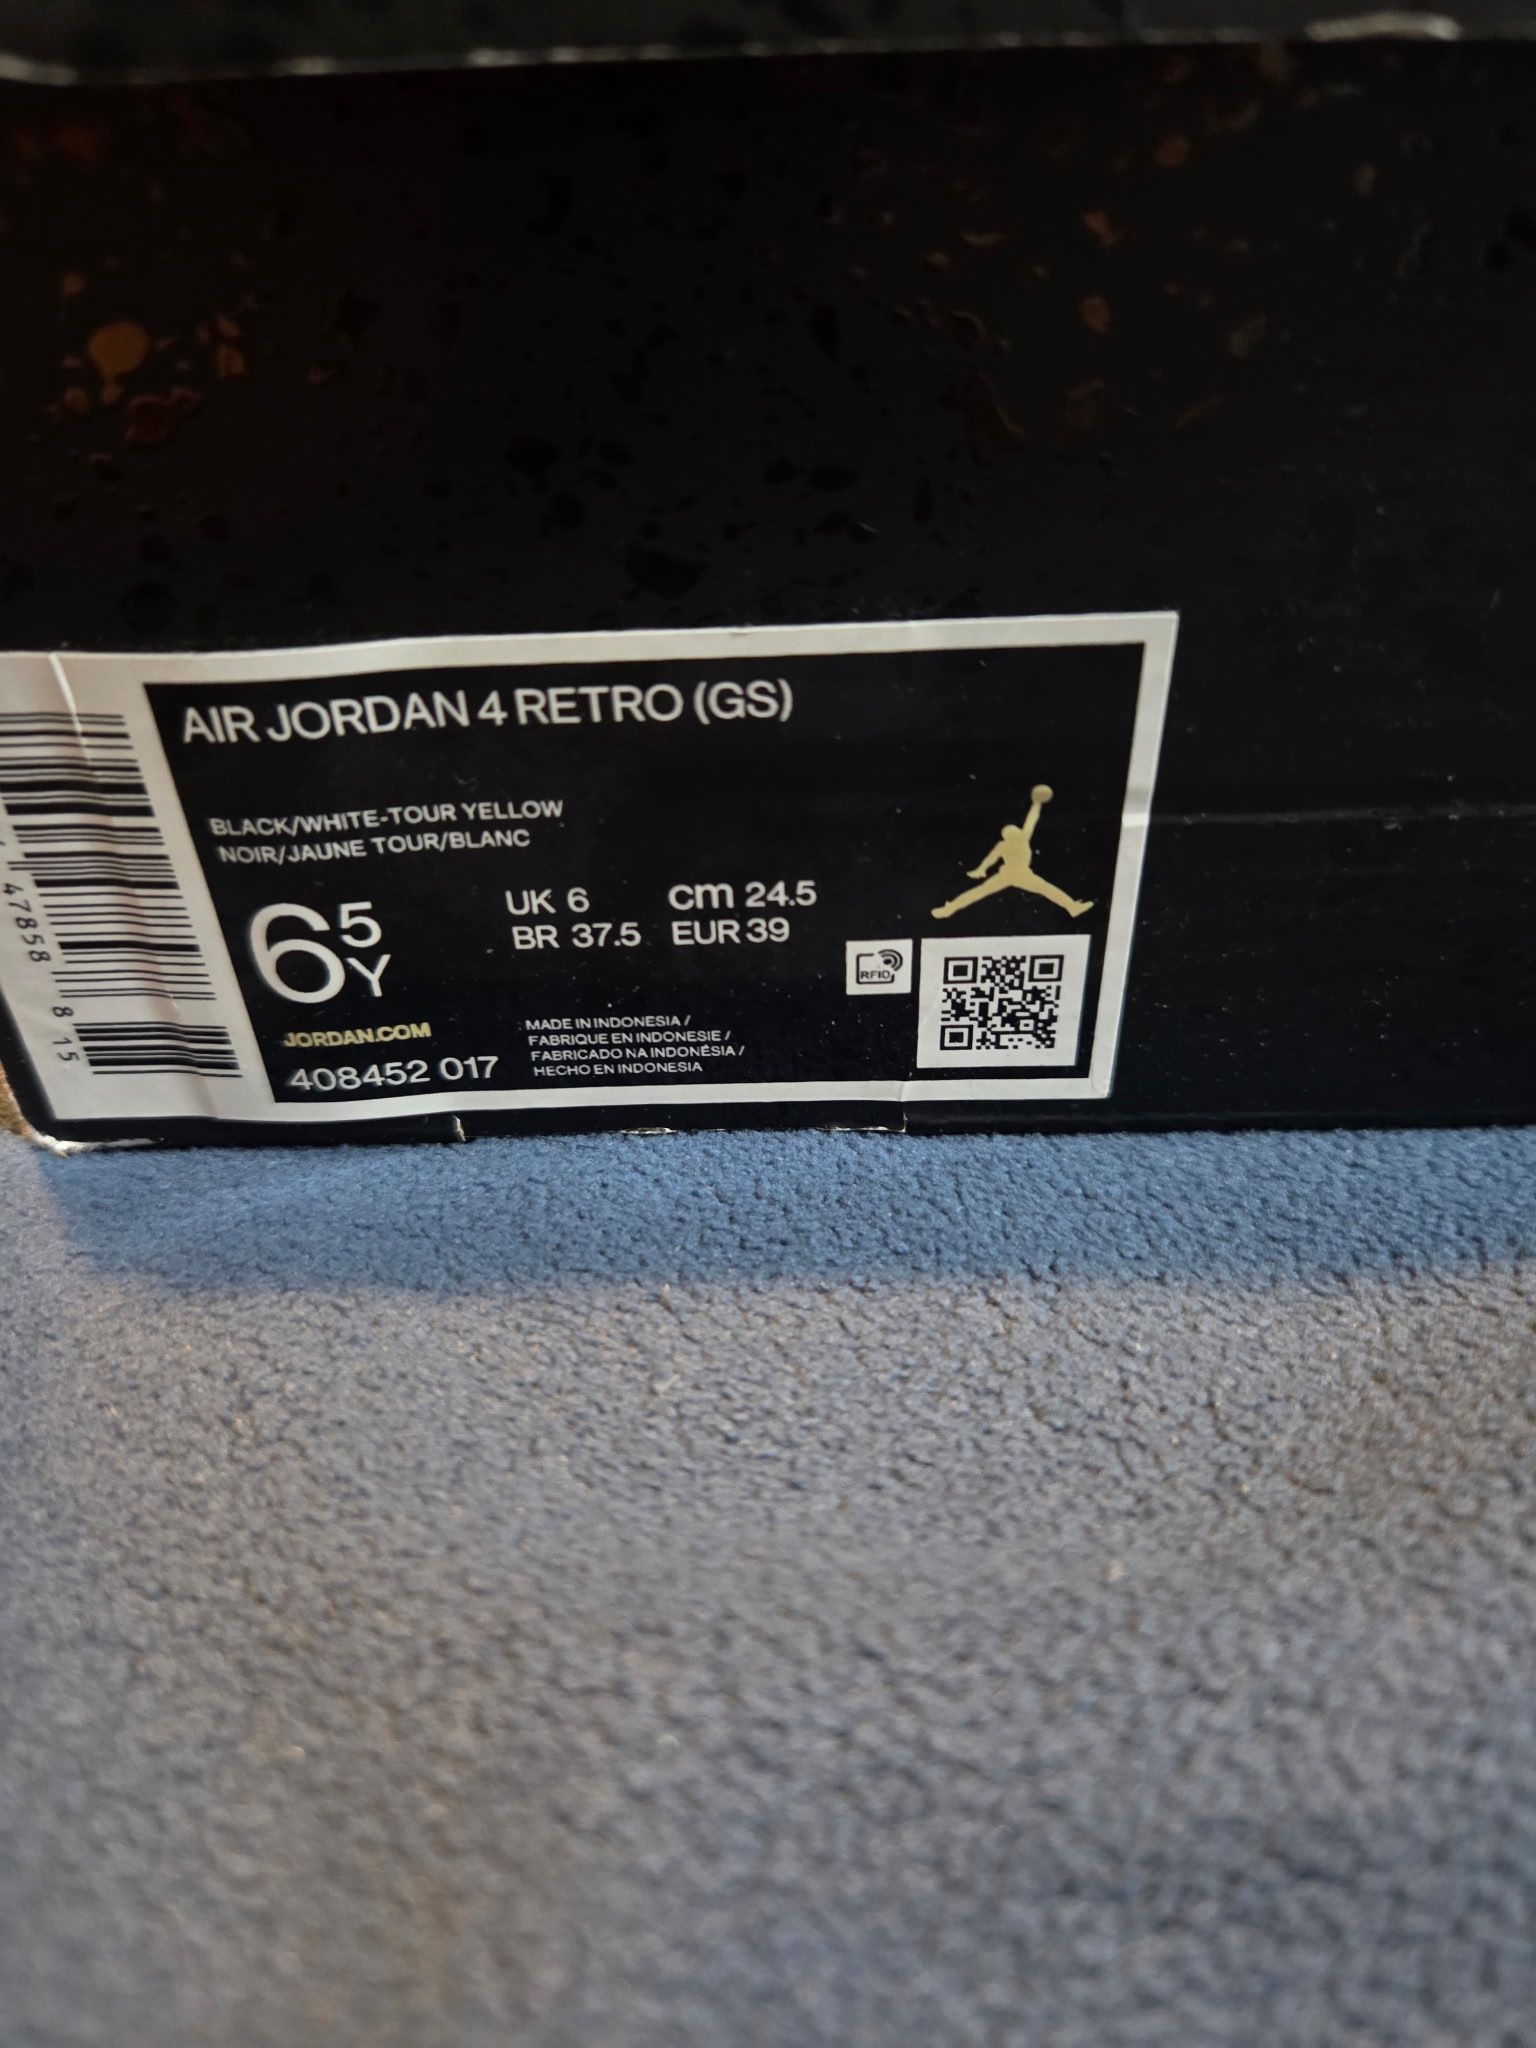 AIR JORDAN 4 RETRO (GS)
BLACK/WHITE-TOUR YELLOW
NOIR/JAUNE TOUR/BLANC
6 5 Y
UK 6 cm 24.5
BR 37.5 EUR 39
RFID
JORDAN.COM
408452 017
MADE IN INDONESIA /
FABRIQUE EN INDONESIE /
FABRICADO NA INDONÉSIA /
HECHO EN INDONESIA
47858 815